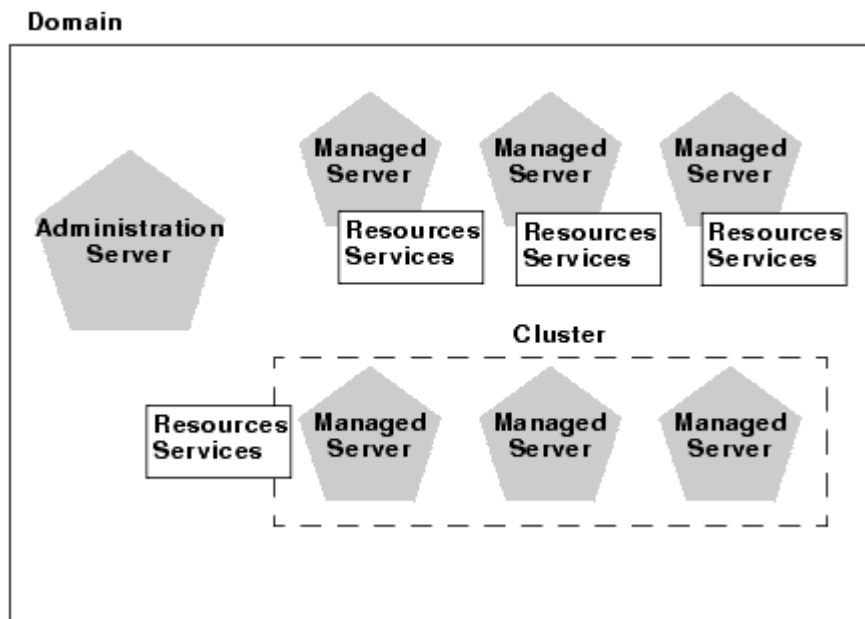 Domain
Managed
Server
Managed
Server
Managed
Server
Administration
Server
Resources
Services
Resources
Services
Resources
Services
Cluster
Resources
Services
Managed
Server
Managed
Server
Managed
Server